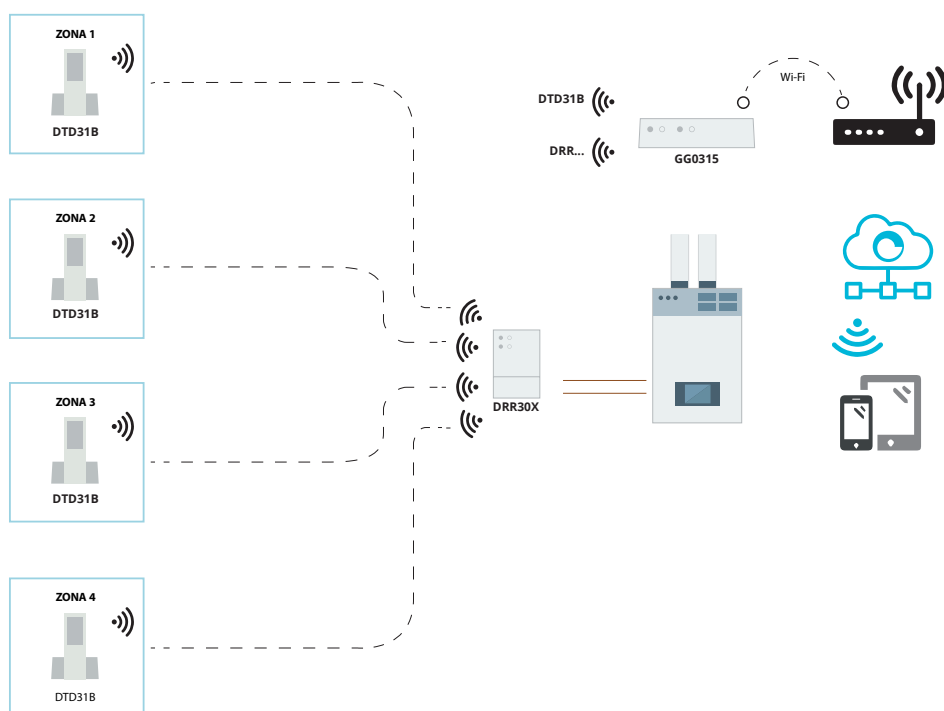 ZONA 1
DTD31B
ZONA 2
DTD31B
ZONA 3
DTD31B
ZONA 4
DTD31B
DRR30X
DTD31B
DRR...
GG0315
Wi-Fi